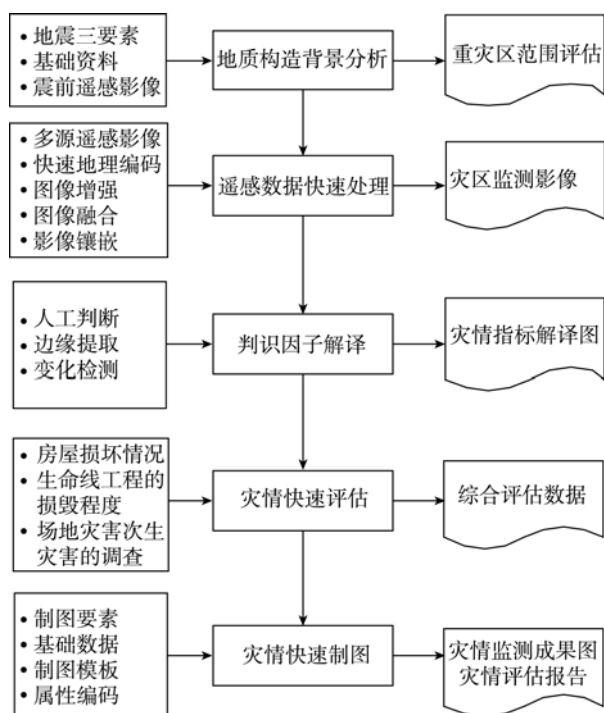 • 地震三要素
• 基础资料
• 震前遥感影像
地质构造背景分析
重灾区范围评估
• 多源遥感影像
• 快速地理编码
• 图像增强
• 图像融合
• 影像镶嵌
遥感数据快速处理
灾区监测影像
• 人工判断
• 边缘提取
• 变化检测
判识因子解译
灾情指标解译图
• 房屋损坏情况
• 生命线工程的
损毁程度
• 场地灾害次生
灾害的调查
灾情快速评估
综合评估数据
• 制图要素
• 基础数据
• 制图模板
• 属性编码
灾情快速制图
灾情监测成果图
灾情评估报告